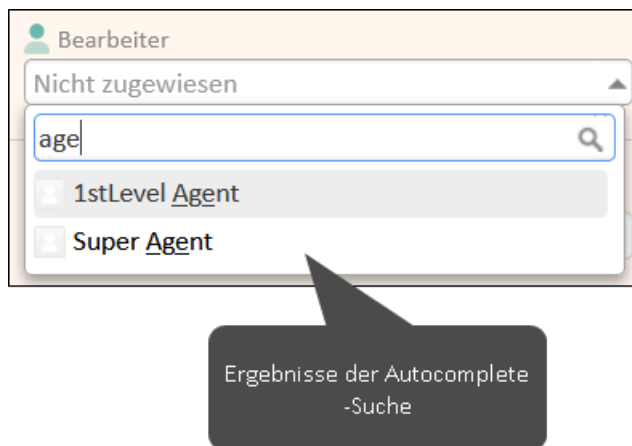 Bearbeiter
Nicht zugewiesen
age
1stLevel Agent
Super Agent
Ergebnisse der Autocomplete
-Suche